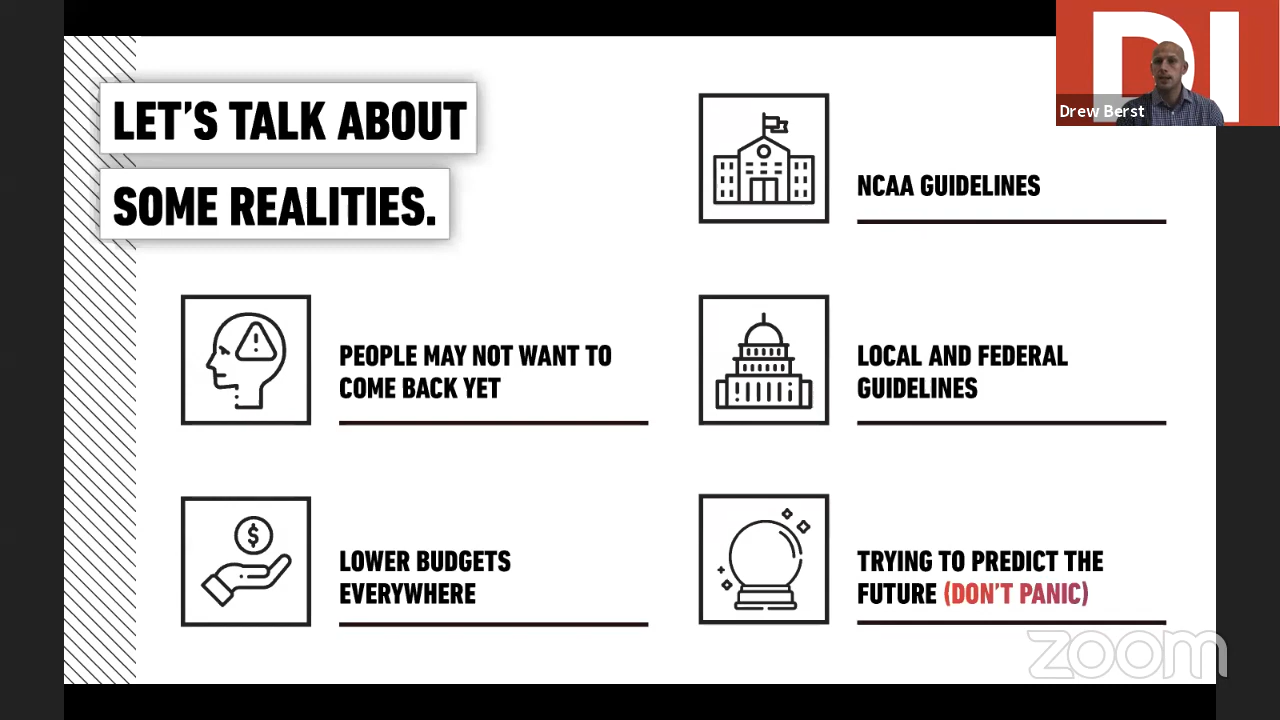 LET'S TALK ABOUT
SOME REALITIES.
DI
Drew Berst
NCAA GUIDELINES
PEOPLE MAY NOT WANT TO
COME BACK YET
LOCAL AND FEDERAL
GUIDELINES
$
LOWER BUDGETS
EVERYWHERE
TRYING TO PREDICT THE
FUTURE (DON'T PANIC)
zoom